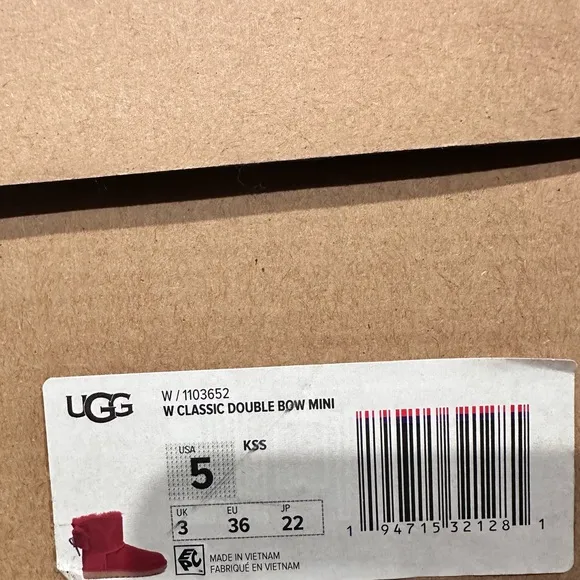 UGG
W / 1103652
W CLASSIC DOUBLE BOW MINI
USA
5
KSS
UK EU JP
3 36 22
1 94715 32128 1
MADE IN VIETNAM
FABRIQUÉ EN VIETNAM